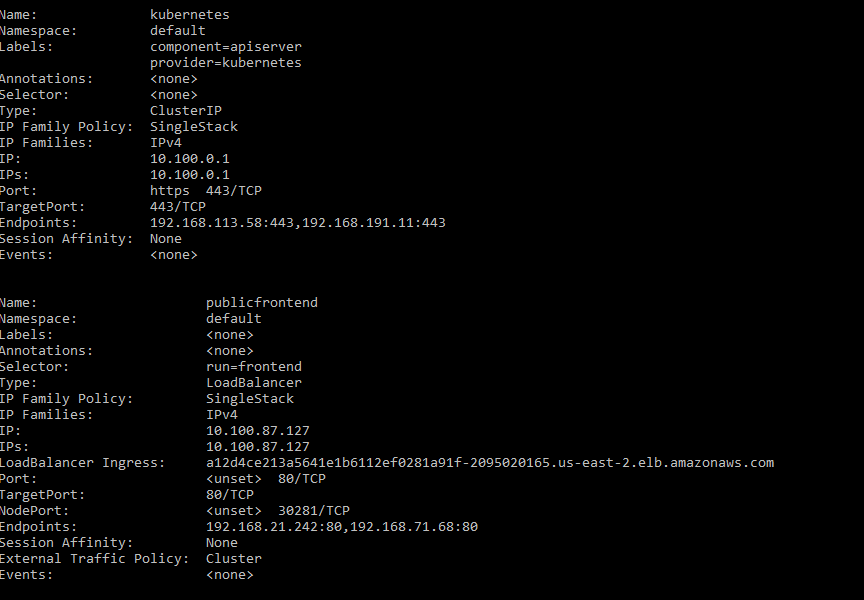 Name: kubernetes
Namespace: default
Labels: component=apiserver
provider=kubernetes
Annotations: <none>
Selector: <none>
Type: ClusterIP
IP Family Policy: SingleStack
IP Families: IPv4
IP: 10.100.0.1
IPs: 10.100.0.1
Port: https 443/TCP
TargetPort: 443/TCP
Endpoints: 192.168.113.58:443,192.168.191.11:443
Session Affinity: None
Events: <none>
Name: publicfrontend
Namespace: default
Labels: <none>
Annotations: <none>
Selector: run=frontend
Type: LoadBalancer
IP Family Policy: SingleStack
IP Families: IPv4
IP: 10.100.87.127
IPs: 10.100.87.127
LoadBalancer Ingress: a12d4ce213a5641e1b6112ef0281a91f-2095020165.us-east-2.elb.amazonaws.com
Port: <unset> 80/TCP
TargetPort: 80/TCP
NodePort: <unset> 30281/TCP
Endpoints: 192.168.21.242:80,192.168.71.68:80
Session Affinity: None
External Traffic Policy: Cluster
Events: <none>